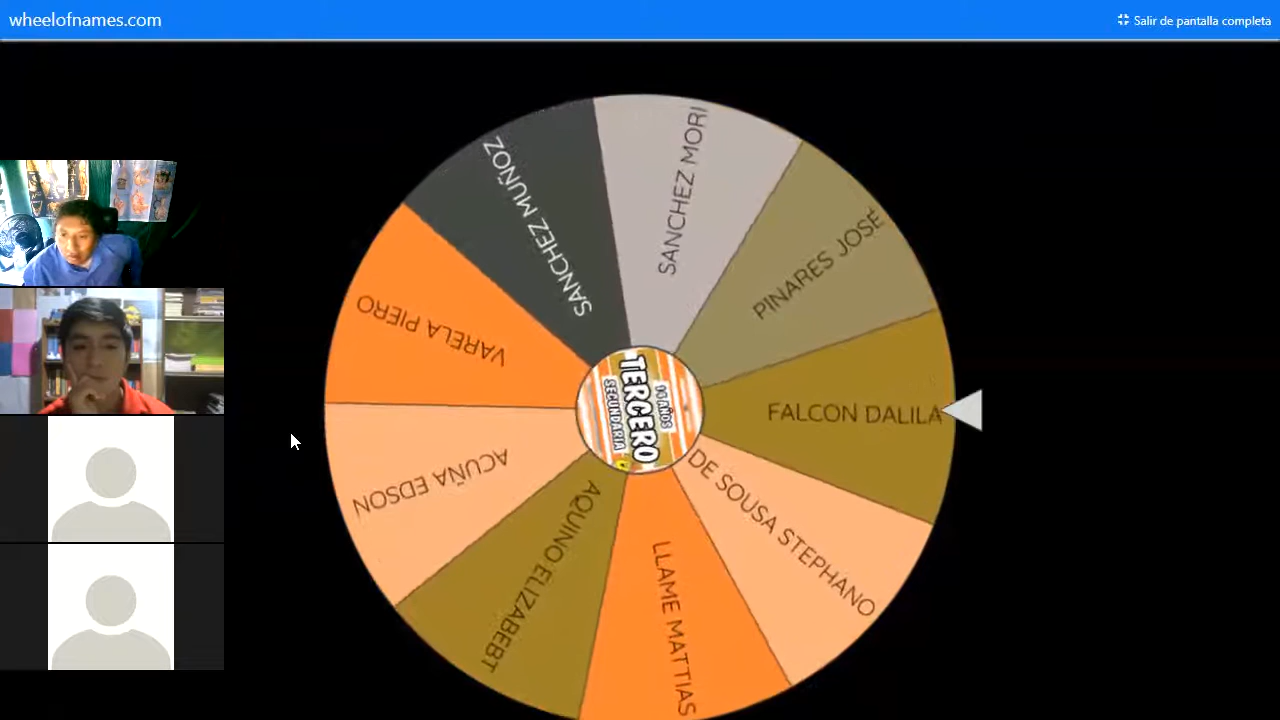 wheelofnames.com
Salir de pantalla completa
SANCHEZ MORI
PINARES JOSÉ
FALCON DALILA
DE SOUSA STEPHANO
LLAME MATTIAS
AQUINO ELIZABEBT
ACUÑA EDSON
VARELA PIERO
SANCHEZ MUÑOZ
TERCERO
SECUNDARIA